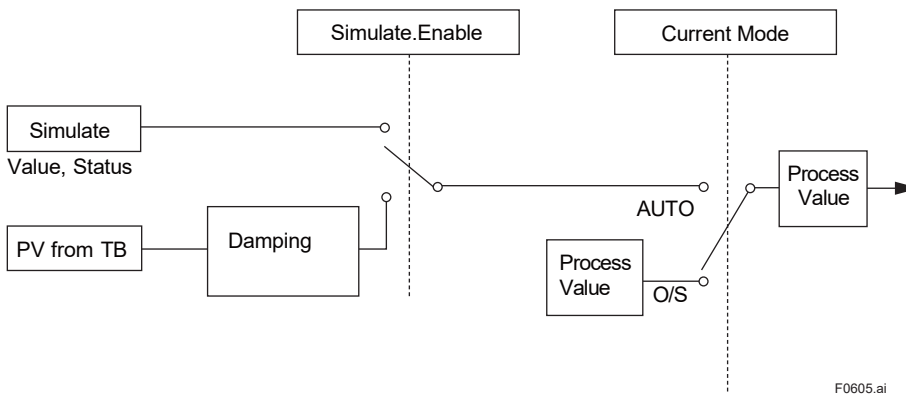 Simulate.Enable
Current Mode
Simulate
Value, Status
PV from TB
Damping
AUTO
Process
Value
O/S
Process
Value
F0605.ai